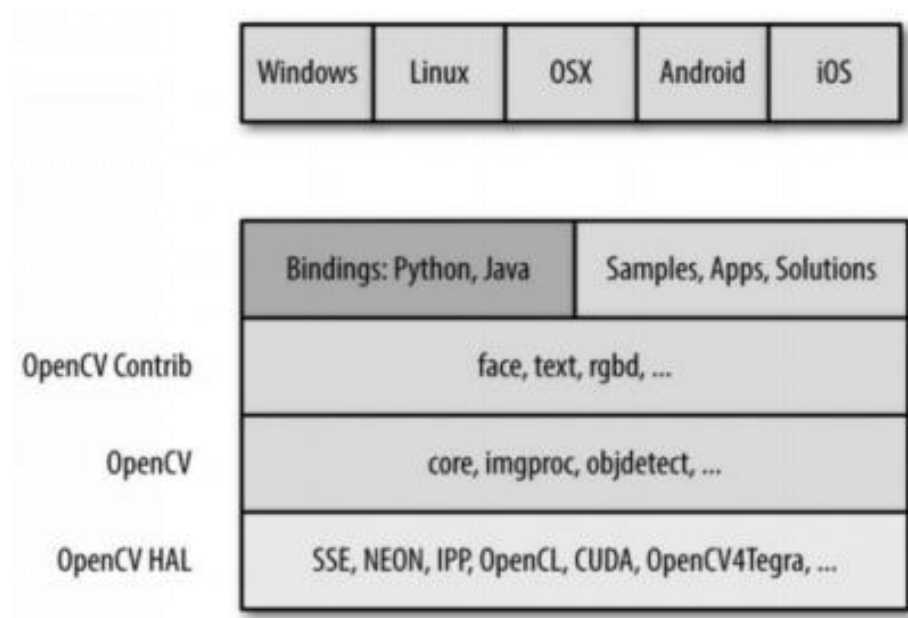 Windows Linux OSX Android iOS
Bindings: Python, Java Samples, Apps, Solutions
OpenCV Contrib face, text, rgbd, ...
OpenCV core, imgproc, objdetect, ...
OpenCV HAL SSE, NEON, IPP, OpenCL, CUDA, OpenCV4Tegra, ...